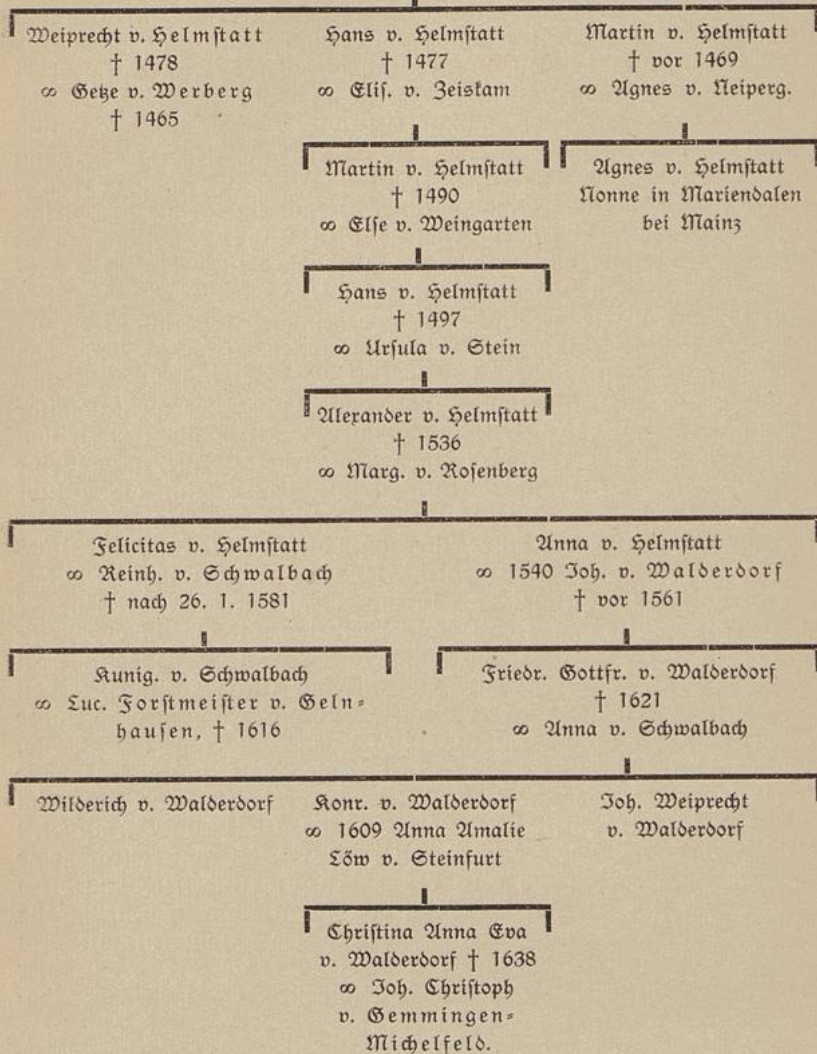 Weiprecht v. Helmstatt
† 1478
∞ Getze v. Werberg
† 1465
Hans v. Helmstatt
† 1477
∞ Elis. v. Zeiskam
Martin v. Helmstatt
† vor 1469
∞ Agnes v. Neiperg.
Martin v. Helmstatt
† 1490
∞ Else v. Weingarten
Agnes v. Helmstatt
Nonne in Mariendalen
bei Mainz
Hans v. Helmstatt
† 1497
∞ Ursula v. Stein
Alexander v. Helmstatt
† 1536
∞ Marg. v. Rosenberg
Felicitas v. Helmstatt
∞ Reinh. v. Schwalbach
† nach 26. 1. 1581
Anna v. Helmstatt
∞ 1540 Joh. v. Walderdorf
† vor 1561
Kunig. v. Schwalbach
∞ Luc. Forstmeister v. Geln-
hausen, † 1616
Friedr. Gottfr. v. Walderdorf
† 1621
∞ Anna v. Schwalbach
Wilderich v. Walderdorf
Konr. v. Walderdorf
∞ 1609 Anna Amalie
Löw v. Steinfurt
Joh. Weiprecht
v. Walderdorf
Christina Anna Eva
v. Walderdorf † 1638
∞ Joh. Christoph
v. Gemmingen-
Michelfeld.